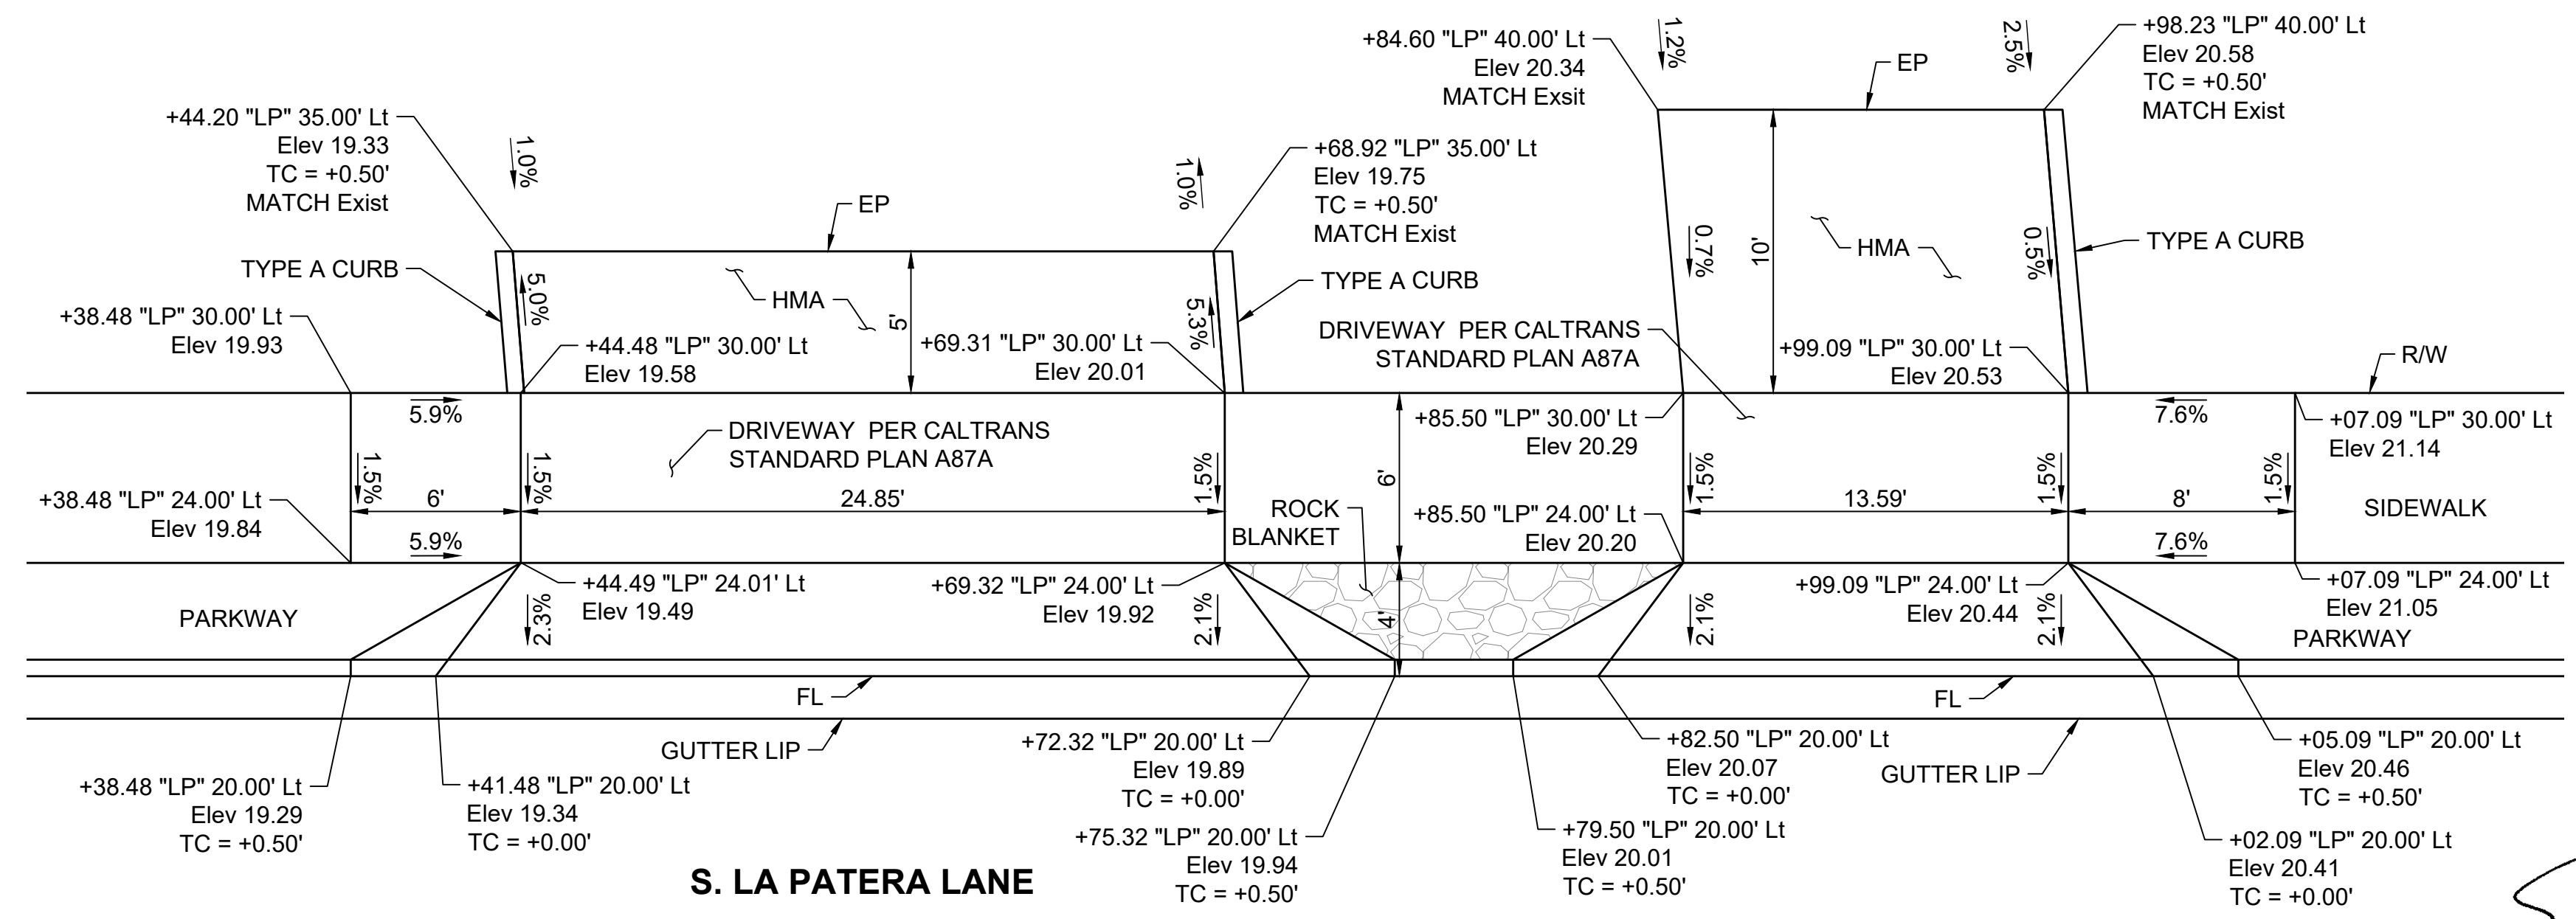 +44.20 "LP" 35.00' Lt
Elev 19.33
TC = +0.50'
MATCH Exist
1.0%
EP
1.0%
+68.92 "LP" 35.00' Lt
Elev 19.75
TC = +0.50'
MATCH Exist
+84.60 "LP" 40.00' Lt
Elev 20.34
MATCH Exsit
1.2%
EP
2.5%
+98.23 "LP" 40.00' Lt
Elev 20.58
TC = +0.50'
MATCH Exist
TYPE A CURB
5.0%
HMA
5'
5.3%
TYPE A CURB
0.7%
10'
HMA
0.5%
TYPE A CURB
+38.48 "LP" 30.00' Lt
Elev 19.93
+44.48 "LP" 30.00' Lt
Elev 19.58
+69.31 "LP" 30.00' Lt
Elev 20.01
DRIVEWAY PER CALTRANS
STANDARD PLAN A87A
+99.09 "LP" 30.00' Lt
Elev 20.53
R/W
5.9%
DRIVEWAY PER CALTRANS
STANDARD PLAN A87A
+85.50 "LP" 30.00' Lt
Elev 20.29
7.6%
+07.09 "LP" 30.00' Lt
Elev 21.14
1.5%
1.5%
1.5%
6'
1.5%
1.5%
1.5%
+38.48 "LP" 24.00' Lt
Elev 19.84
6'
24.85'
ROCK
BLANKET
+85.50 "LP" 24.00' Lt
Elev 20.20
13.59'
8'
SIDEWALK
5.9%
7.6%
PARKWAY
2.3%
+44.49 "LP" 24.01' Lt
Elev 19.49
+69.32 "LP" 24.00' Lt
Elev 19.92
2.1%
4'
2.1%
+99.09 "LP" 24.00' Lt
Elev 20.44
2.1%
+07.09 "LP" 24.00' Lt
Elev 21.05
PARKWAY
FL
FL
GUTTER LIP
GUTTER LIP
+38.48 "LP" 20.00' Lt
Elev 19.29
TC = +0.50'
+41.48 "LP" 20.00' Lt
Elev 19.34
TC = +0.00'
+72.32 "LP" 20.00' Lt
Elev 19.89
TC = +0.00'
+82.50 "LP" 20.00' Lt
Elev 20.07
TC = +0.00'
+05.09 "LP" 20.00' Lt
Elev 20.46
TC = +0.50'
+75.32 "LP" 20.00' Lt
Elev 19.94
TC = +0.50'
+79.50 "LP" 20.00' Lt
Elev 20.01
TC = +0.50'
+02.09 "LP" 20.00' Lt
Elev 20.41
TC = +0.00'
S. LA PATERA LANE